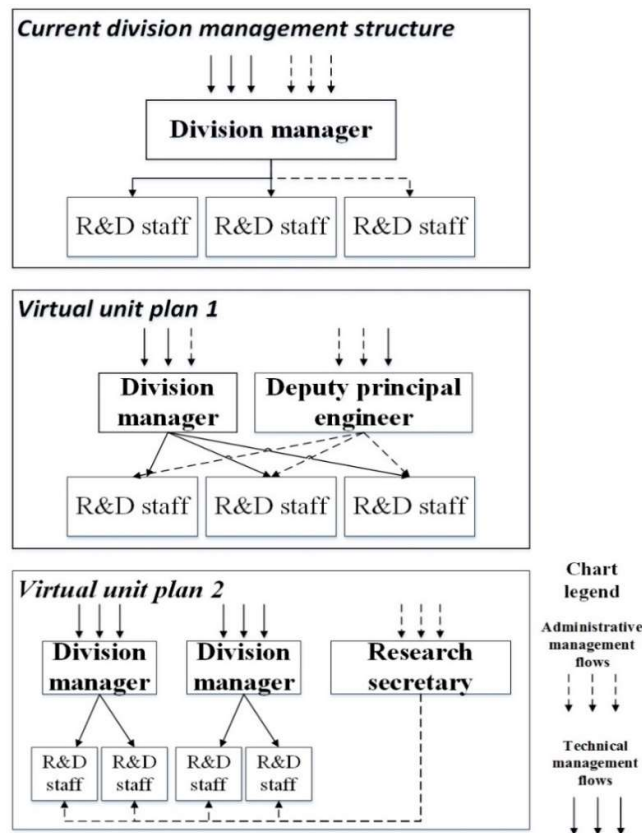 Current division management structure
Division manager
R&D staff
R&D staff
R&D staff
Virtual unit plan 1
Division
manager
Deputy principal
engineer
R&D staff
R&D staff
R&D staff
Virtual unit plan 2
Division
manager
Division
manager
Research
secretary
R&D
staff
R&D
staff
R&D
staff
R&D
staff
Chart
legend
Administrative
management
flows
Technical
management
flows